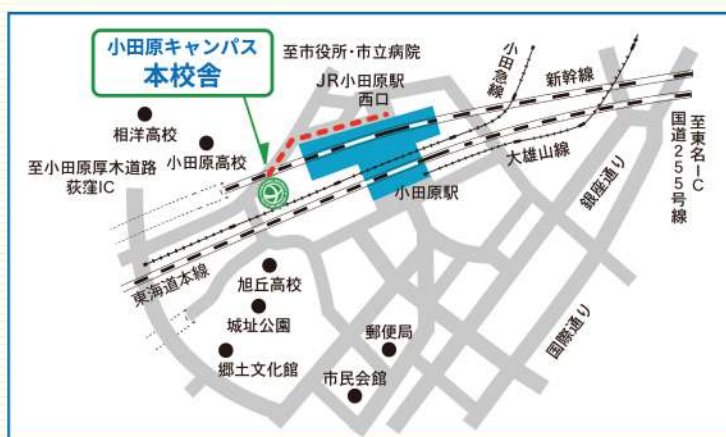 小田原キャンパス
本校舎
至市役所・市立病院
JR小田原駅
西口
小田急線
新幹線
相洋高校
小田原高校
至小田原厚木道路
荻窪IC
大雄山線
小田原駅
銀座通り
至東名IC
国道255号線
東海道本線
旭丘高校
城址公園
郷土文化館
郵便局
市民会館
国際通り